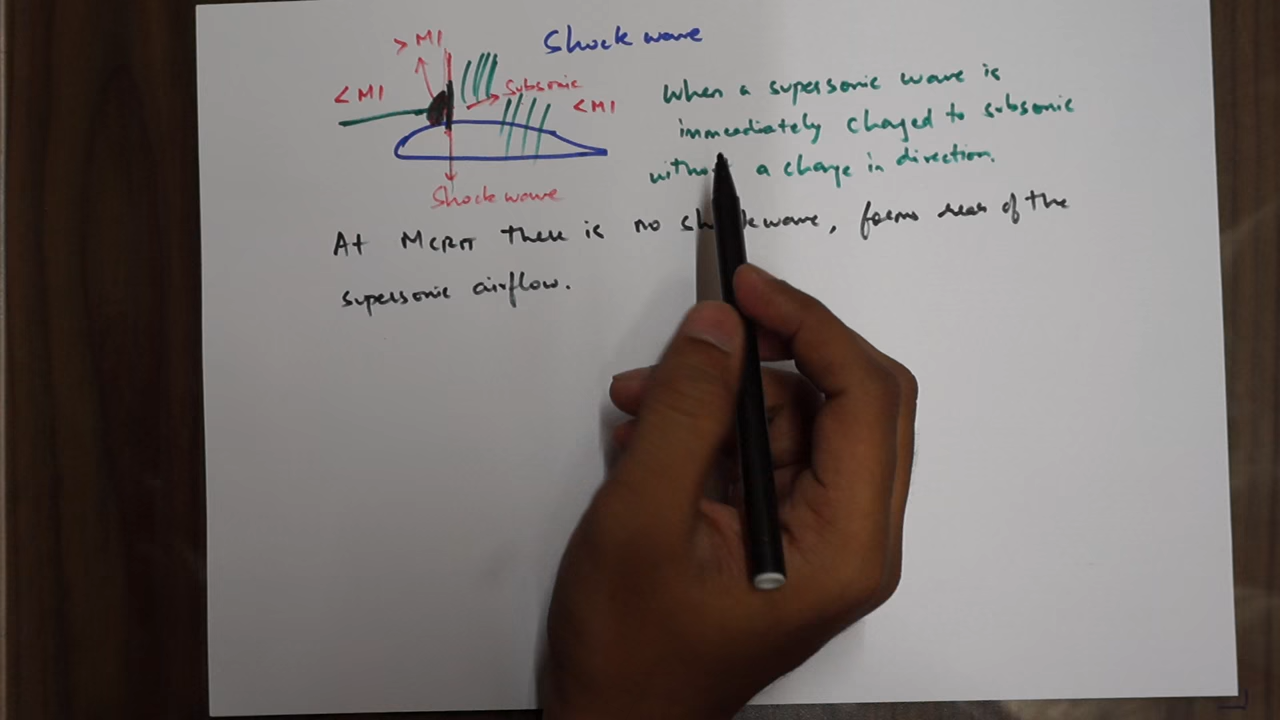 Shock wave
> M1
< M1
Subsonic
< M1
Shock wave
When a supersonic wave is
immediately changed to subsonic
a change in direction.
At MCRIT there is no wave, forms rear of the
supersonic airflow.